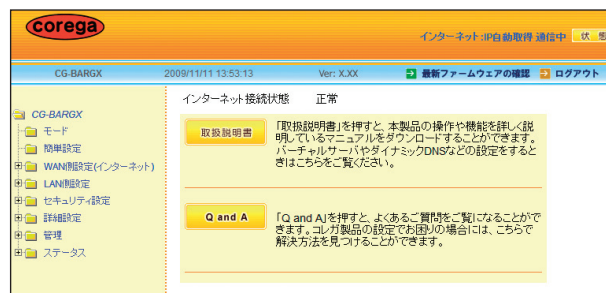 corega
インターネット:IP自動取得 通信中 状 態
CG-BARGX 2009/11/11 13:53:13 Ver: X.XX 最新ファームウェアの確認 ログアウト
インターネット接続状態 正常
CG-BARGX
モード
簡単設定
WAN側設定(インターネット)
LAN側設定
セキュリティ設定
詳細設定
管理
ステータス
取扱説明書
「取扱説明書」を押すと、本製品の操作や機能を詳しく説
明しているマニュアルをダウンロードすることができます。
バーチャルサーバやダイナミックDNSなどの設定をすると
きはこちらをご覧ください。
Q and A
「Q and A」を押すと、よくあるご質問をご覧になることがで
きます。コレガ製品の設定でお困りの場合には、こちらで
解決方法を見つけることができます。